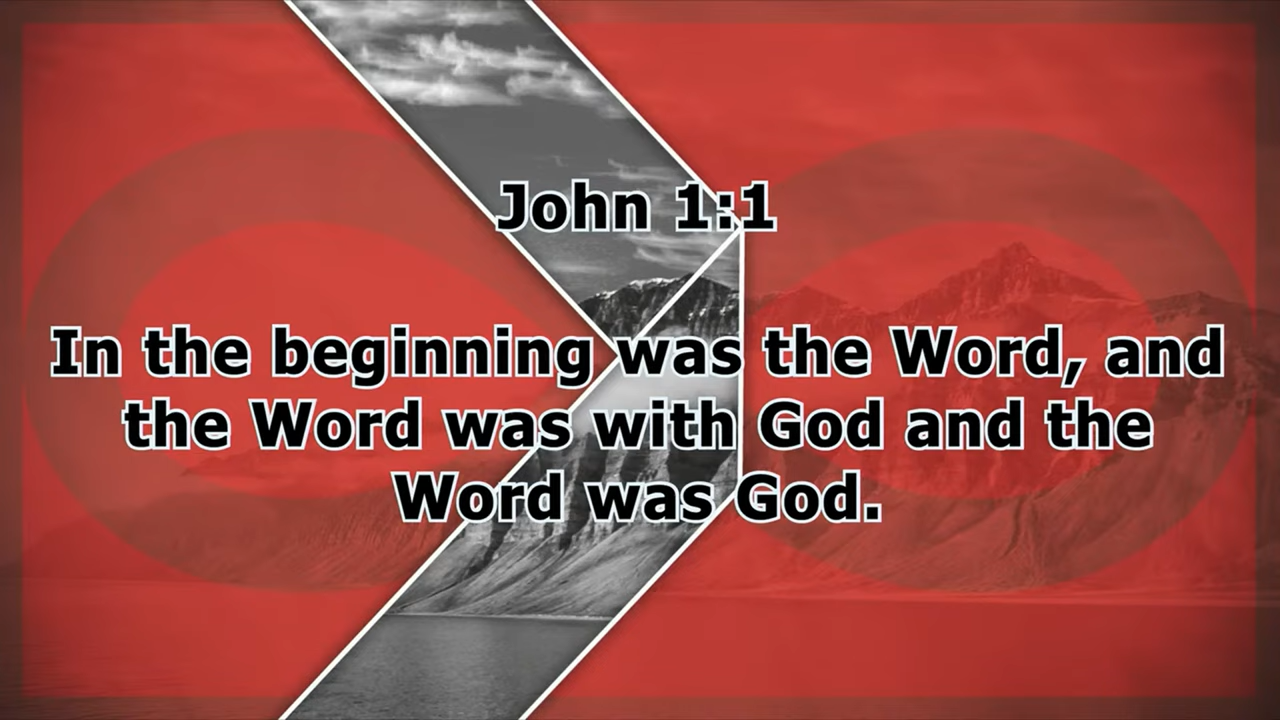 John 1:1
In the beginning was the Word, and
the Word was with God and the
Word was God.